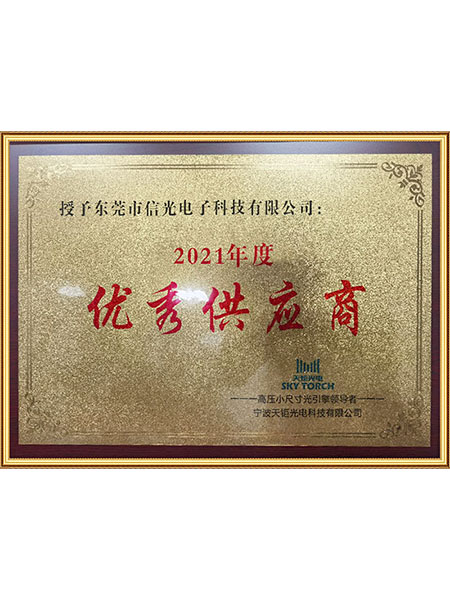 授予东莞市信光电子科技有限公司：
2021年度
优秀供应商
天炬光电
SKY TORCH
——高压小尺寸光引擎领导者——
宁波天炬光电科技有限公司